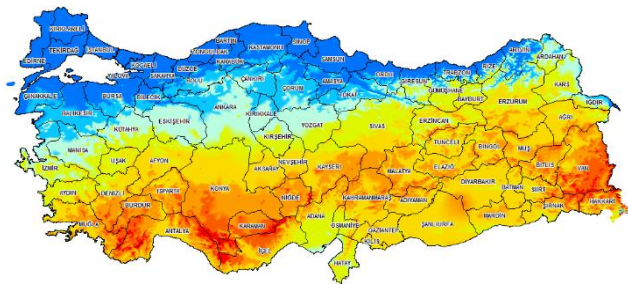 KIRKLARELİ
EDİRNE
TEKİRDAĞ
İSTANBUL
KOCAELİ
YALOVA
SAKARYA
DÜZCE
ZONGULDAK
BARTIN
KARABÜK
KASTAMONU
SİNOP
SAMSUN
ORDU
GİRESUN
TRABZON
RİZE
ARTVİN
ARDAHAN
ÇANAKKALE
BALIKESİR
BURSA
BİLECİK
BOLU
ÇANKIRI
ÇORUM
AMASYA
TOKAT
GÜMÜŞHANE
BAYBURT
ERZURUM
KARS
IĞDIR
KÜTAHYA
ESKİŞEHİR
ANKARA
KIRIKKALE
YOZGAT
SİVAS
ERZİNCAN
AĞRI
MANİSA
İZMİR
UŞAK
AFYON
KIRŞEHİR
NEVŞEHİR
AKSARAY
KAYSERİ
MALATYA
TUNCELİ
ELAZIĞ
BİNGÖL
MUŞ
BİTLİS
VAN
AYDIN
DENİZLİ
ISPARTA
BURDUR
KONYA
NİĞDE
KAHRAMANMARAŞ
ADIYAMAN
DİYARBAKIR
BATMAN
SİİRT
ŞIRNAK
HAKKARİ
MUĞLA
ANTALYA
KARAMAN
İÇEL
ADANA
OSMANİYE
GAZİANTEP
KİLİS
ŞANLIURFA
MARDİN
HATAY